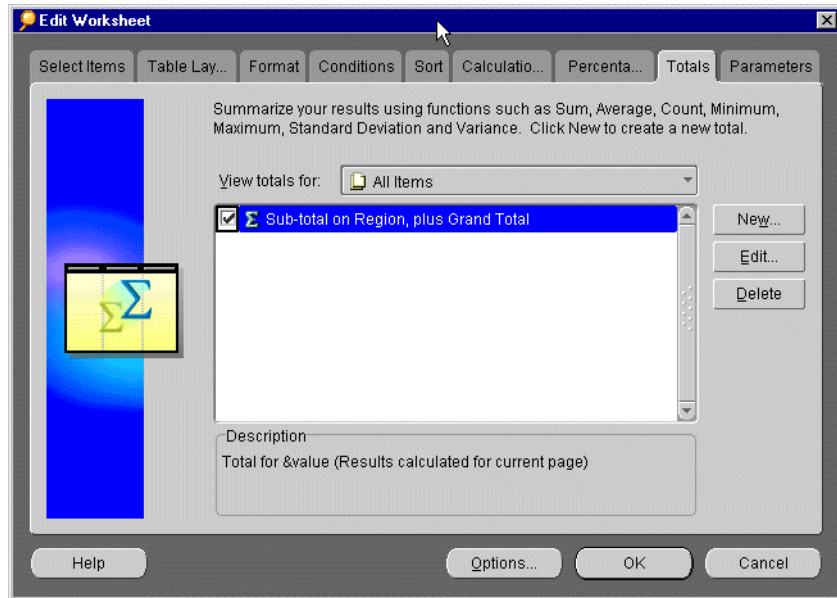 Edit Worksheet
Select Items Table Lay... Format Conditions Sort Calculatio... Percenta... Totals Parameters
Summarize your results using functions such as Sum, Average, Count, Minimum,
Maximum, Standard Deviation and Variance. Click New to create a new total.
View totals for: All Items
Σ Sub-total on Region, plus Grand Total
New...
Edit...
Delete
ΣΣ
Description
Total for &value (Results calculated for current page)
Help Options... OK Cancel